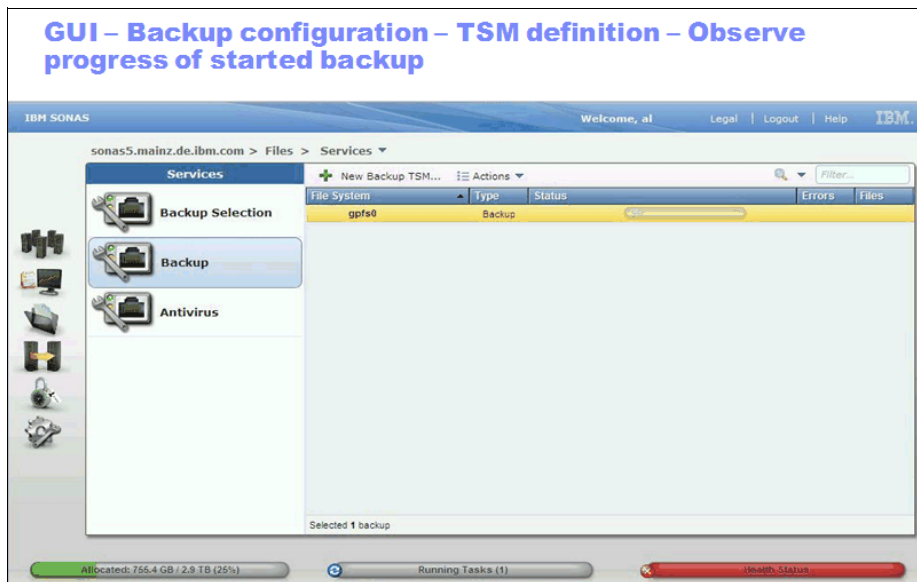 GUI – Backup configuration – TSM definition – Observe
progress of started backup
IBM SONAS
Welcome, al
Legal | Logout | Help
IBM.
sonas5.mainz.de.ibm.com > Files > Services
Services
Backup Selection
Backup
Antivirus
New Backup TSM...
Actions
Filter...
File System
Type
Status
Errors
Files
gpfs0
Backup
Selected 1 backup
Allocated: 755.4 GB / 2.9 TB (25%)
Running Tasks (1)
Health Status